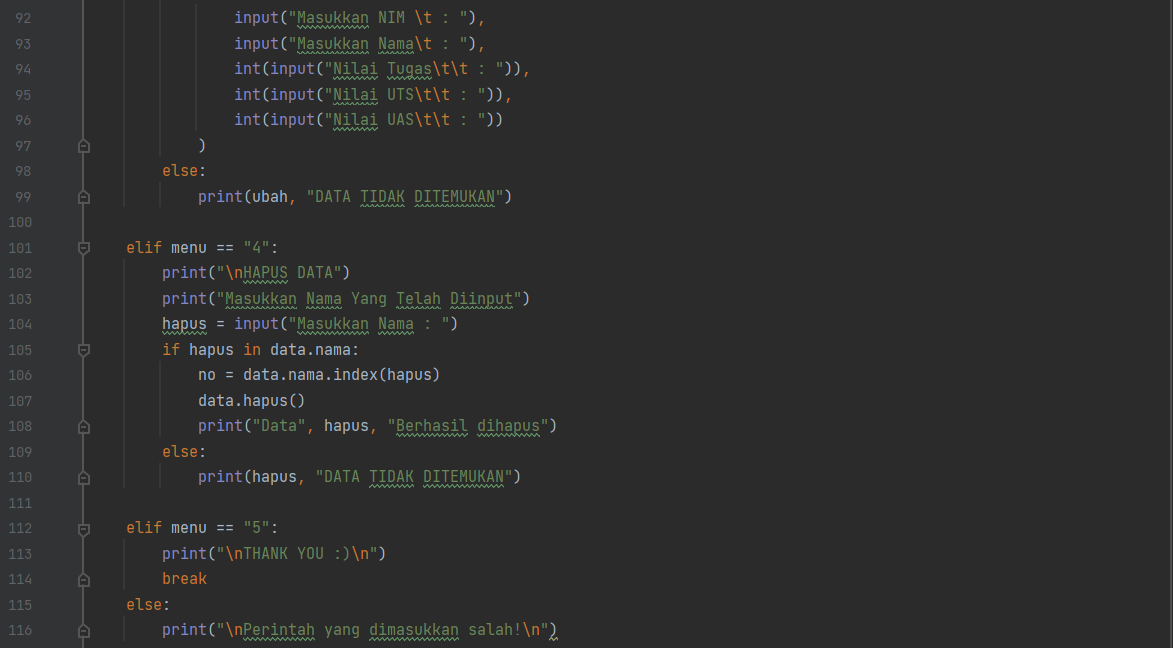 92 input("Masukkan NIM \t : "),
93 input("Masukkan Nama\t : "),
94 int(input("Nilai Tugas\t\t : ")),
95 int(input("Nilai UTS\t\t : ")),
96 int(input("Nilai UAS\t\t : "))
97 )
98 else:
99 print(ubah, "DATA TIDAK DITEMUKAN")
100
101 elif menu == "4":
102 print("\nHAPUS DATA")
103 print("Masukkan Nama Yang Telah Diinput")
104 hapus = input("Masukkan Nama : ")
105 if hapus in data.nama:
106 no = data.nama.index(hapus)
107 data.hapus()
108 print("Data", hapus, "Berhasil dihapus")
109 else:
110 print(hapus, "DATA TIDAK DITEMUKAN")
111
112 elif menu == "5":
113 print("\nTHANK YOU :)\n")
114 break
115 else:
116 print("\nPerintah yang dimasukkan salah!\n")